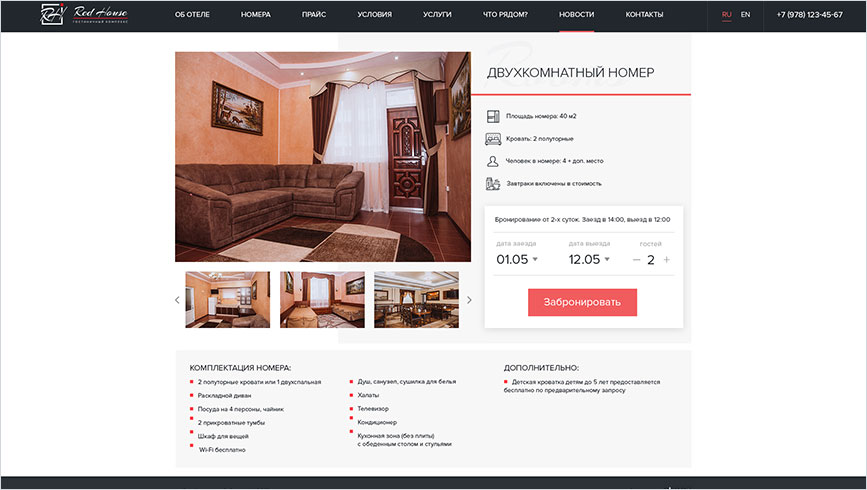 RH
Red House
ГОСТИНИЧНЫЙ КОМПЛЕКС
ОБ ОТЕЛЕ
НОМЕРА
ПРАЙС
УСЛОВИЯ
УСЛУГИ
ЧТО РЯДОМ?
НОВОСТИ
КОНТАКТЫ
RU
EN
+7 (978) 123-45-67
ДВУХКОМНАТНЫЙ НОМЕР
Площадь номера: 40 м2
Кровать: 2 полуторные
Человек в номере: 4 + доп. место
Завтраки включены в стоимость
Бронирование от 2-х суток. Заезд в 14:00, выезд в 12:00
дата заезда
дата выезда
гостей
01.05
12.05
— 2 +
Забронировать
КОМПЛЕКТАЦИЯ НОМЕРА:
2 полуторные кровати или 1 двухспальная
Раскладной диван
Посуда на 4 персоны, чайник
2 прикроватные тумбы
Шкаф для вещей
Wi-Fi бесплатно
Душ, санузел, сушилка для белья
Халаты
Телевизор
Кондиционер
Кухонная зона (без плиты)
с обеденным столом и стульями
ДОПОЛНИТЕЛЬНО:
Детская кроватка детям до 5 лет предоставляется
бесплатно по предварительному запросу